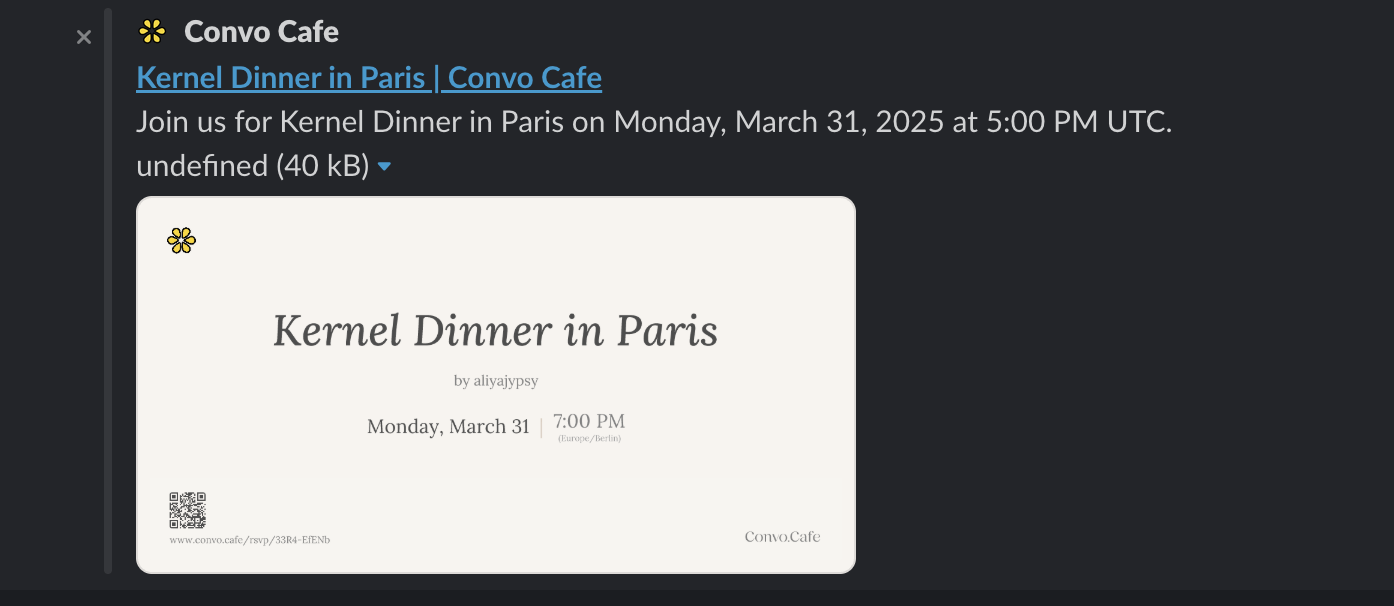 Convo Cafe
Kernel Dinner in Paris | Convo Cafe
Join us for Kernel Dinner in Paris on Monday, March 31, 2025 at 5:00 PM UTC.
undefined (40 kB)
Kernel Dinner in Paris
by aliyajypsy
Monday, March 31 | 7:00 PM
(Europe/Berlin)
www.convo.cafe/rsvp/33R4-EfENb
Convo.Cafe